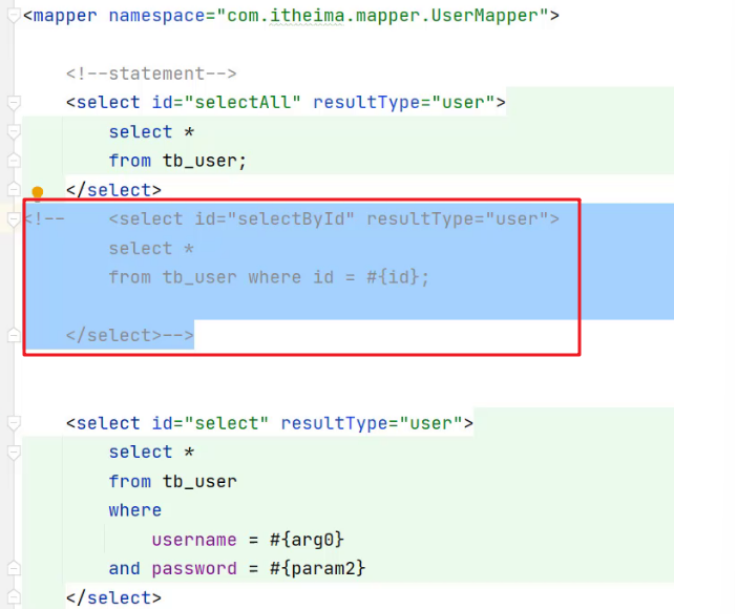 <mapper namespace="com.itheima.mapper.UserMapper">
<!--statement-->
<select id="selectAll" resultType="user">
select *
from tb_user;
</select>
<!-- <select id="selectById" resultType="user">
select *
from tb_user where id = #{id};
</select>-->
<select id="select" resultType="user">
select *
from tb_user
where
username = #{arg0}
and password = #{param2}
</select>